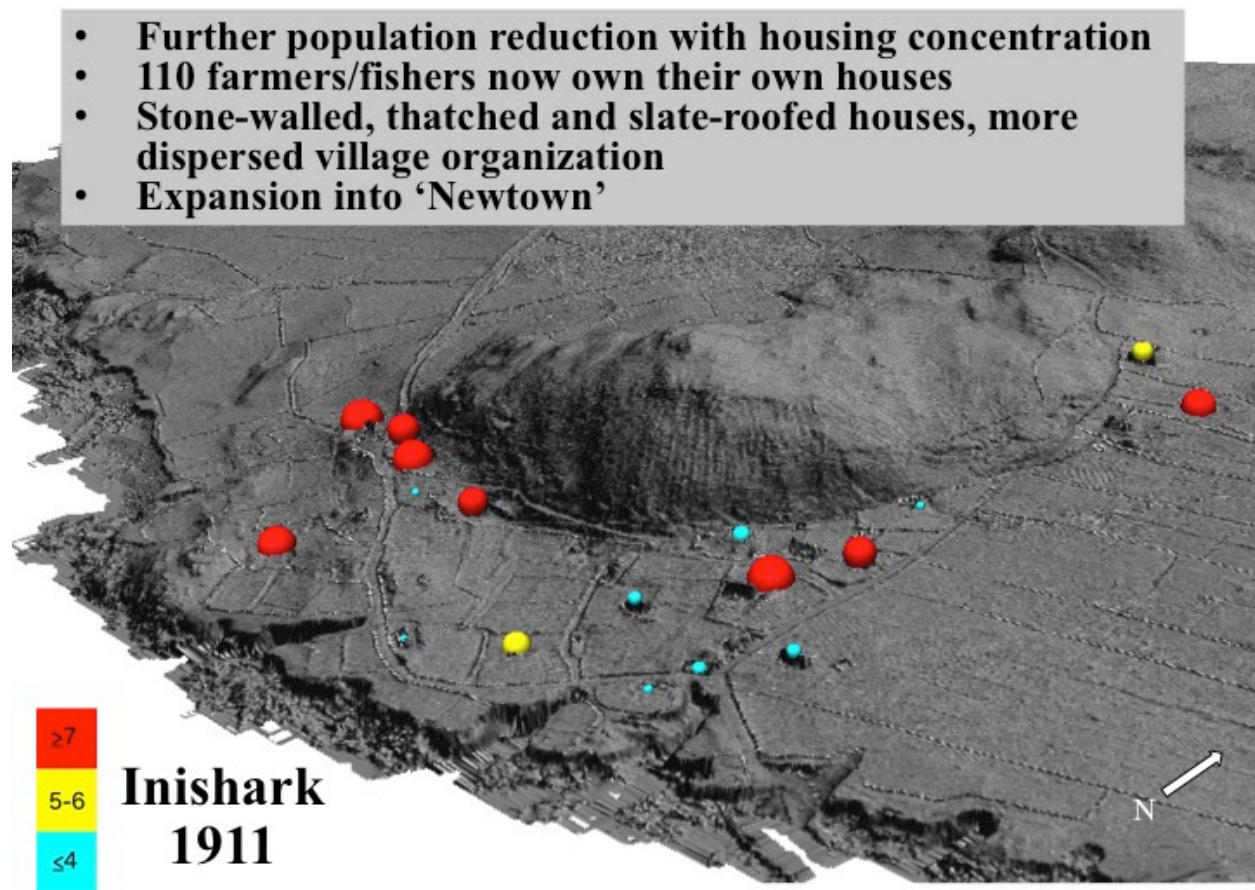 • Further population reduction with housing concentration
• 110 farmers/fishers now own their own houses
• Stone-walled, thatched and slate-roofed houses, more
dispersed village organization
• Expansion into ‘Newtown’
≥7
5-6
≤4
Inishark
1911
N